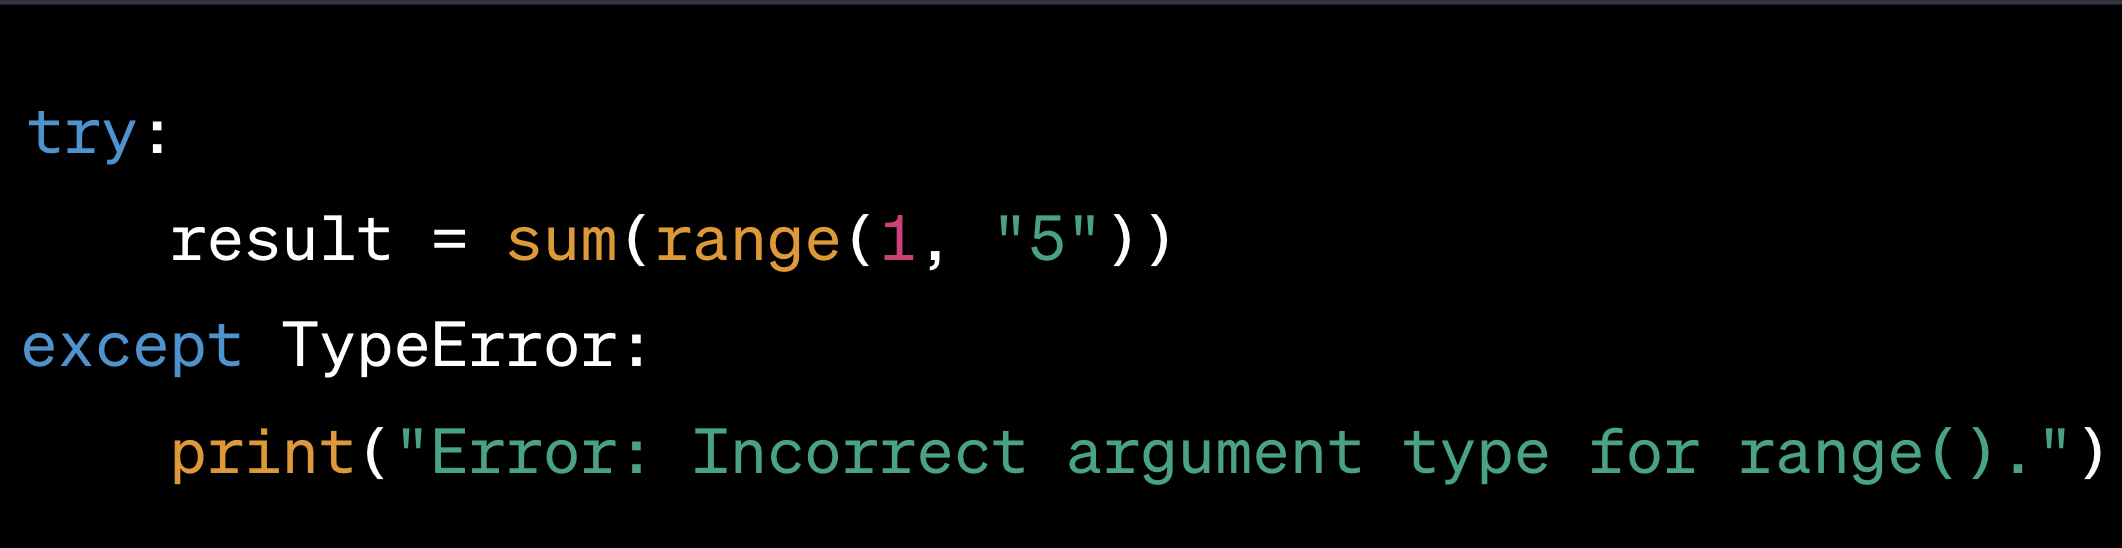 try:
    result = sum(range(1, "5"))
except TypeError:
    print("Error: Incorrect argument type for range().")